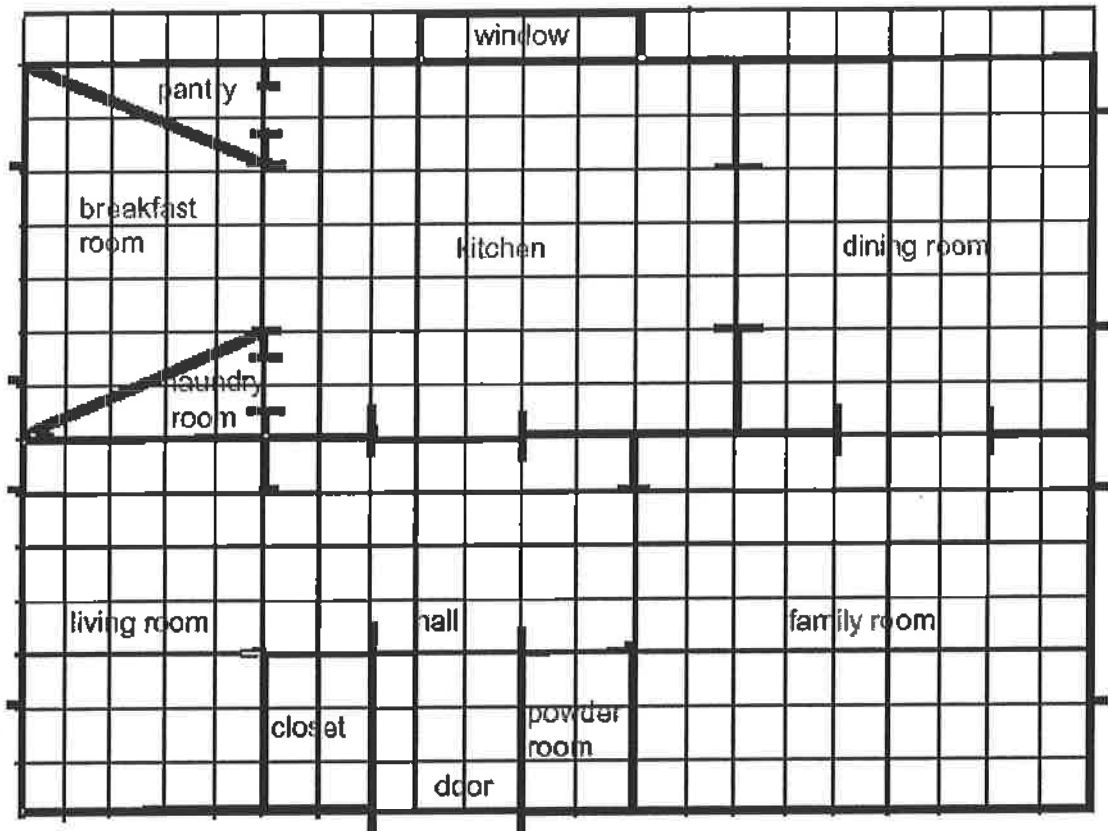 window
pantry
breakfast
room
kitchen
dining room
laundry
room
living room
hall
family room
closet
powder
room
door